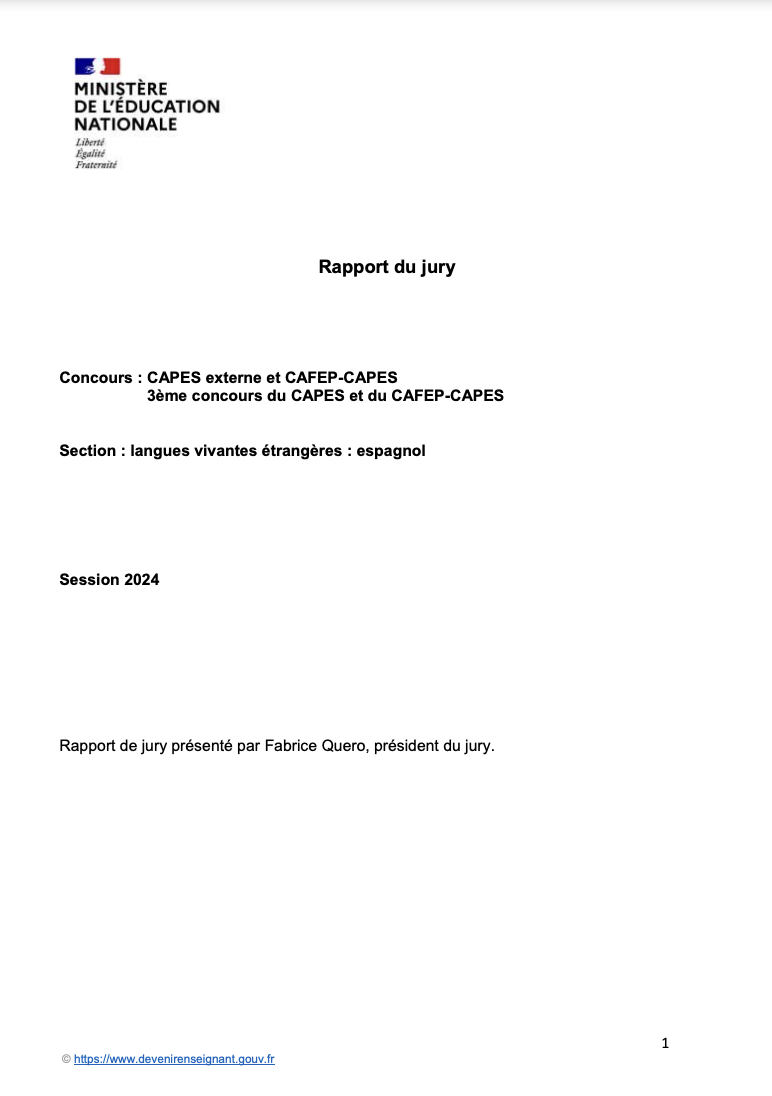 MINISTÈRE
DE L'ÉDUCATION
NATIONALE
Liberté
Égalité
Fraternité
Rapport du jury
Concours : CAPES externe et CAFEP-CAPES
3ème concours du CAPES et du CAFEP-CAPES
Section : langues vivantes étrangères : espagnol
Session 2024
Rapport de jury présenté par Fabrice Quero, président du jury.
1
© https://www.devenirenseignant.gouv.fr